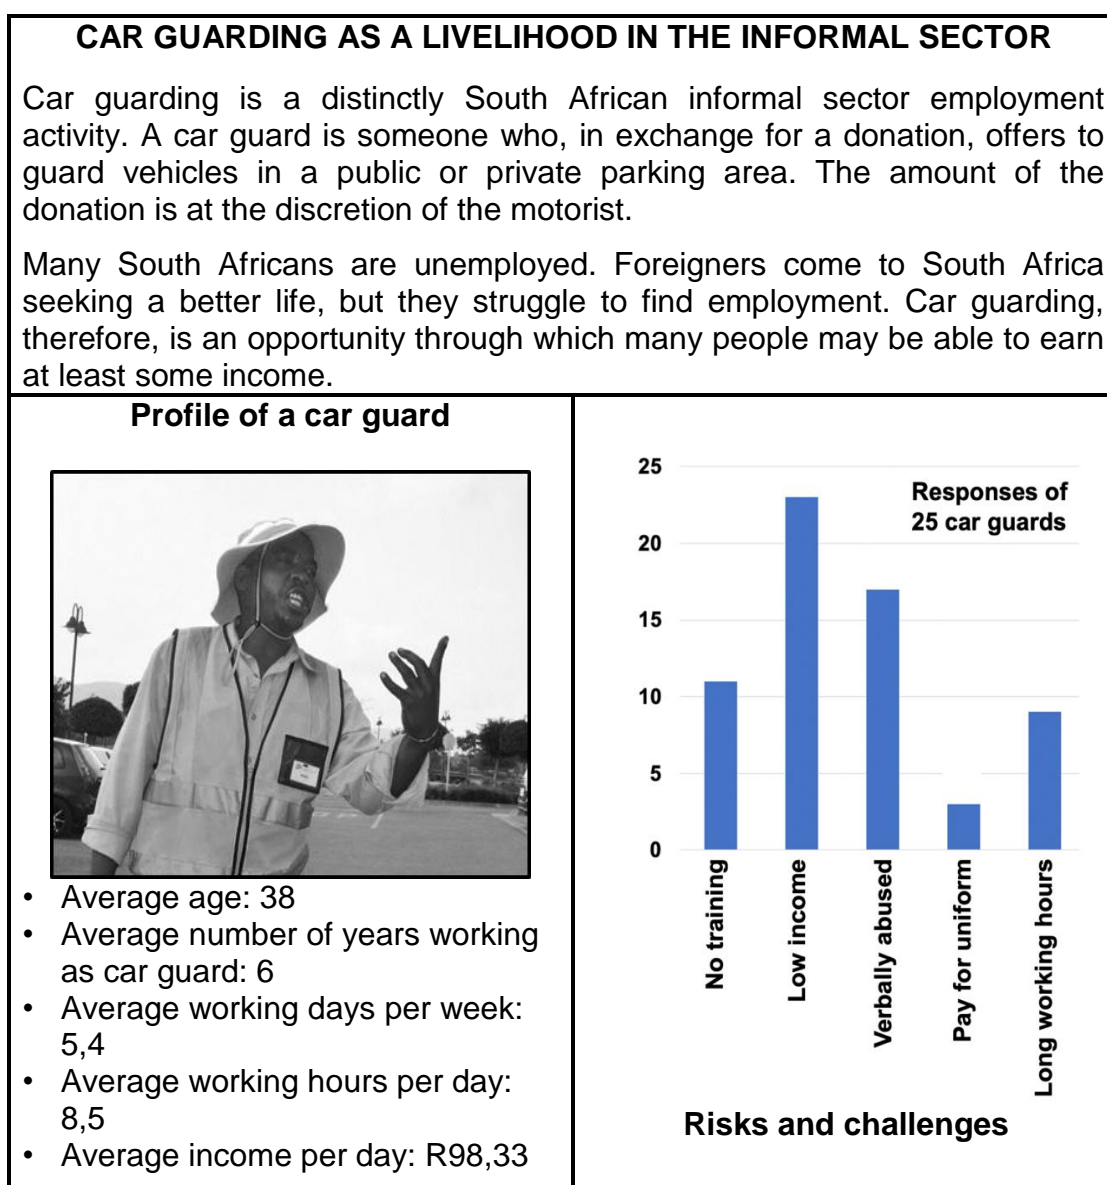 CAR GUARDING AS A LIVELIHOOD IN THE INFORMAL SECTOR
Car guarding is a distinctly South African informal sector employment
activity. A car guard is someone who, in exchange for a donation, offers to
guard vehicles in a public or private parking area. The amount of the
donation is at the discretion of the motorist.
Many South Africans are unemployed. Foreigners come to South Africa
seeking a better life, but they struggle to find employment. Car guarding,
therefore, is an opportunity through which many people may be able to earn
at least some income.
Profile of a car guard
• Average age: 38
• Average number of years working
as car guard: 6
• Average working days per week:
5,4
• Average working hours per day:
8,5
• Average income per day: R98,33
Responses of
25 car guards
25
20
15
10
5
0
No training
Low income
Verbally abused
Pay for uniform
Long working hours
Risks and challenges